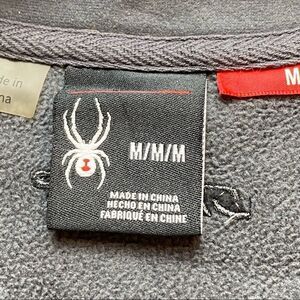 de in
na
M/M/M
MADE IN CHINA
HECHO EN CHINA
FABRIQUÉ EN CHINE
M